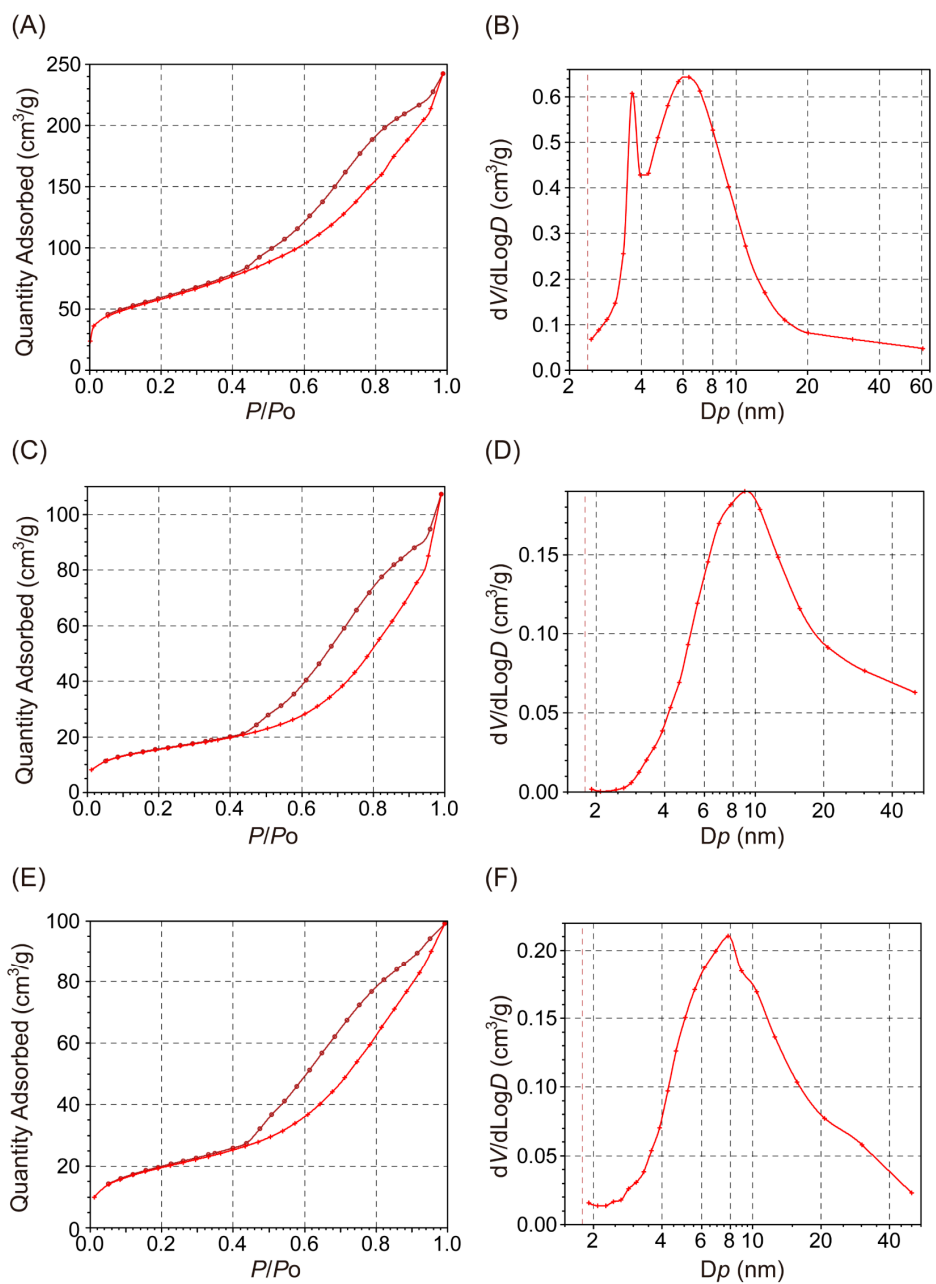 (A)
Quantity Adsorbed (cm³/g)
250
200
150
100
50
0
0.0 0.2 0.4 0.6 0.8 1.0
P/Po
(B)
dV/dLogD (cm³/g)
0.6
0.5
0.4
0.3
0.2
0.1
0.0
2 4 6 8 10 20 40 60
Dp (nm)
(C)
Quantity Adsorbed (cm³/g)
100
80
60
40
20
0
0.0 0.2 0.4 0.6 0.8 1.0
P/Po
(D)
dV/dLogD (cm³/g)
0.15
0.10
0.05
0.00
2 4 6 8 10 20 40
Dp (nm)
(E)
Quantity Adsorbed (cm³/g)
100
80
60
40
20
0
0.0 0.2 0.4 0.6 0.8 1.0
P/Po
(F)
dV/dLogD (cm³/g)
0.20
0.15
0.10
0.05
0.00
2 4 6 8 10 20 40
Dp (nm)